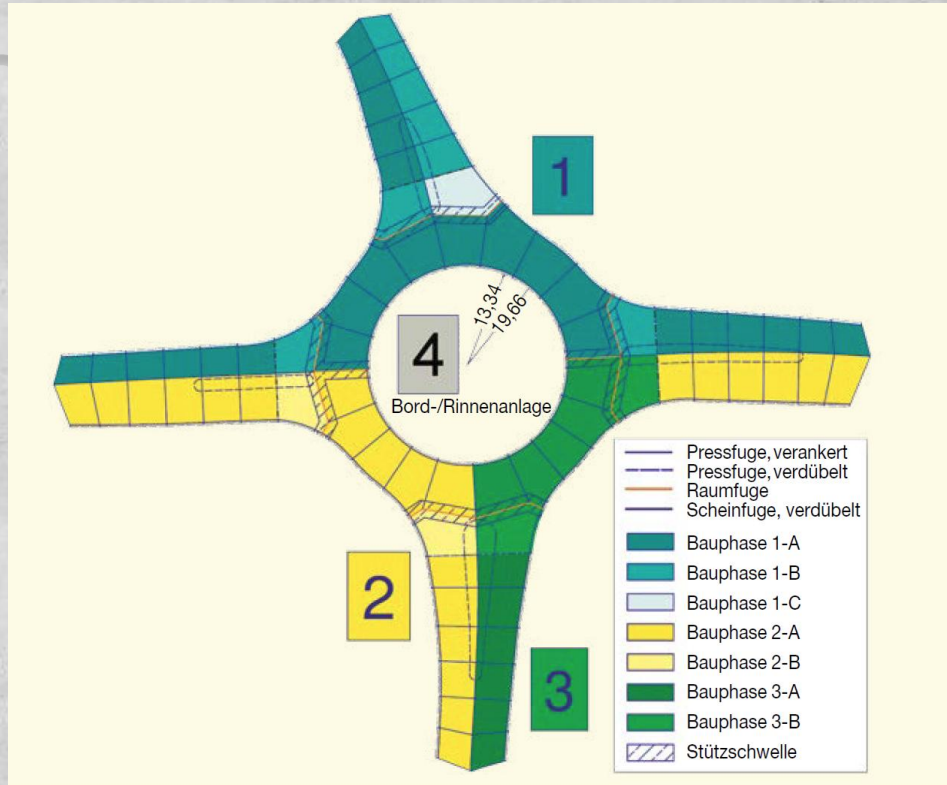 1
13,34
19,66
4
Bord-/Rinnenanlage
2
3
Pressfuge, verankert
Pressfuge, verdübelt
Raumfuge
Scheinfuge, verdübelt
Bauphase 1-A
Bauphase 1-B
Bauphase 1-C
Bauphase 2-A
Bauphase 2-B
Bauphase 3-A
Bauphase 3-B
Stützschwelle